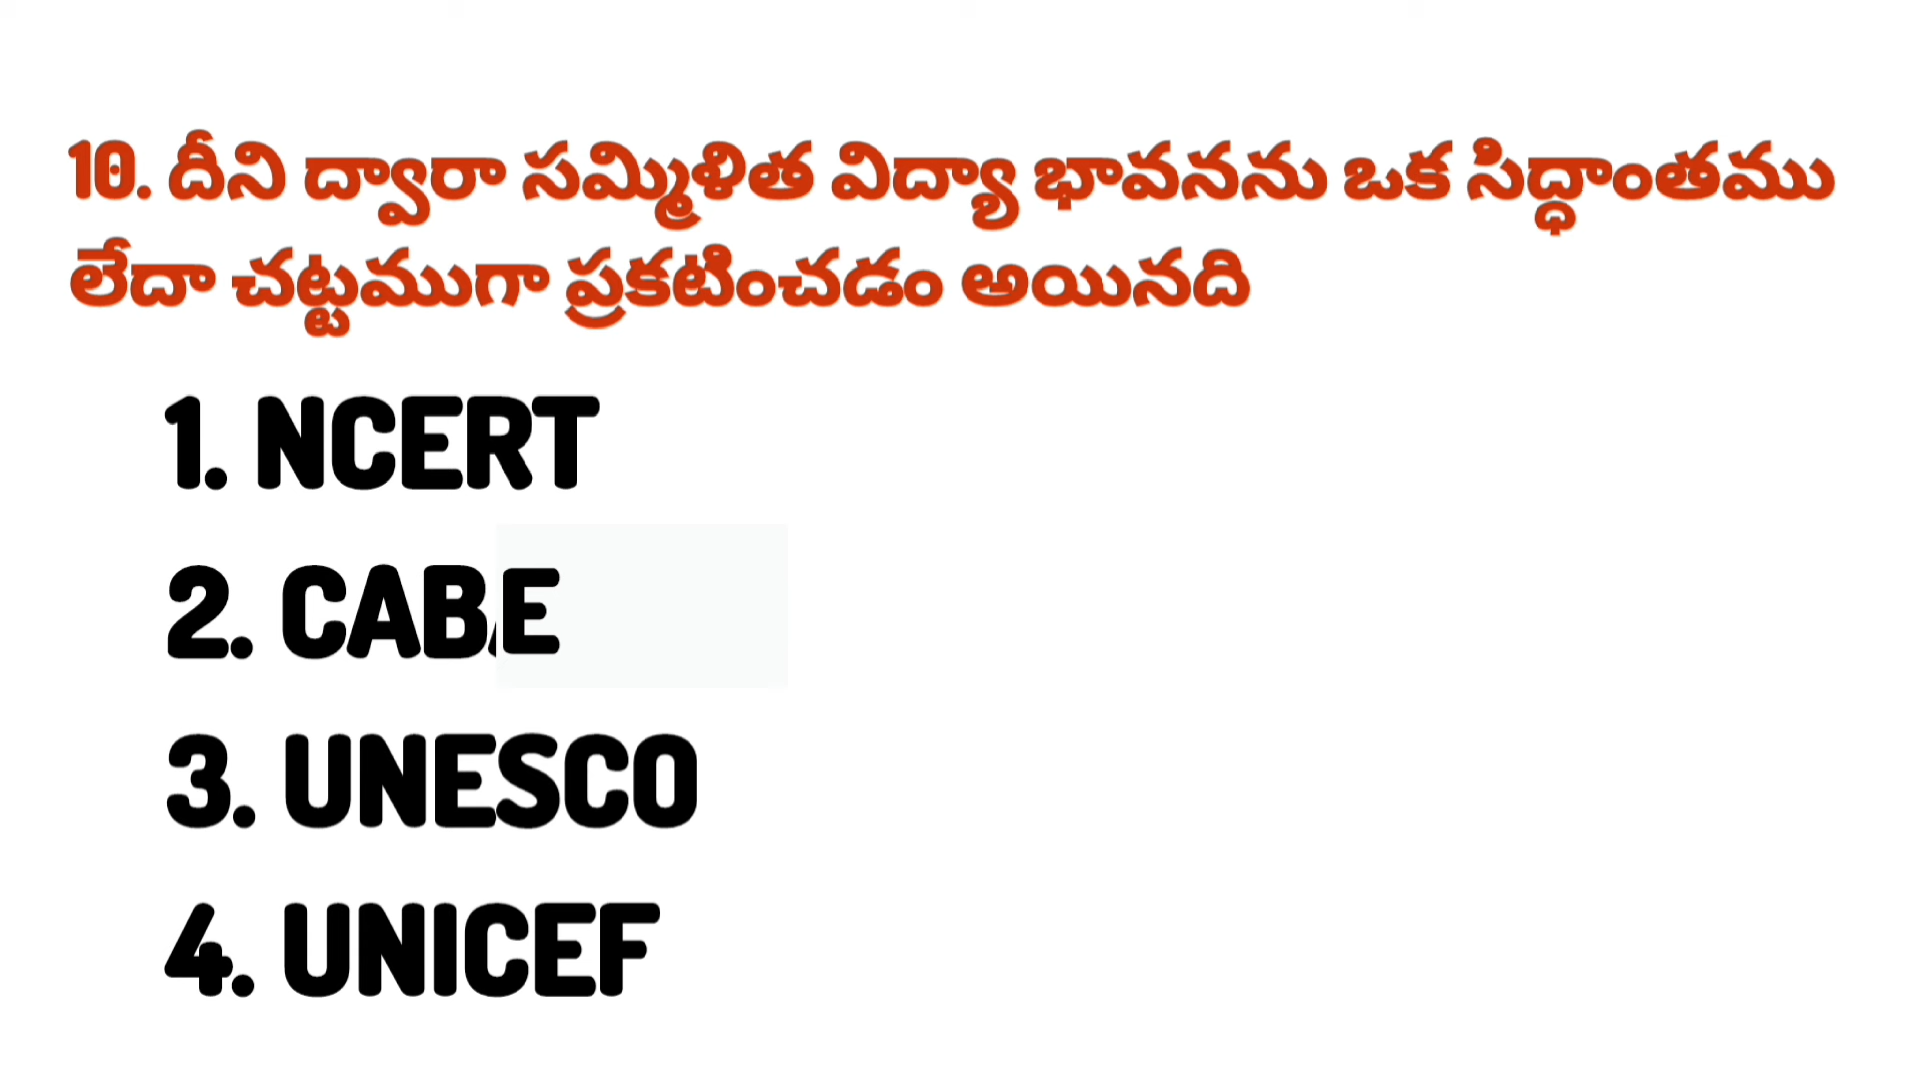 10. దీని ద్వారా సమ్మిళిత విద్యా భావనను ఒక సిద్ధాంతము
లేదా చట్టముగా ప్రకటించడం అయినది
1. NCERT
2. CABE
3. UNESCO
4. UNICEF